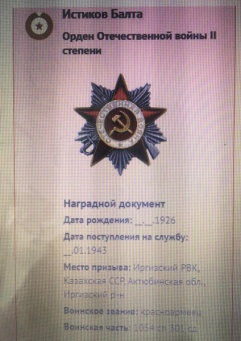 Истиков Балта
Орден Отечественной войны II
степени
ОТЕЧЕСТВЕННАЯ ВОЙНА
Наградной документ
Дата рождения: __.__.1926
Дата поступления на службу:
__.01.1943
Место призыва: Иргизский РВК,
Казахская ССР, Актюбинская обл.,
Иргизский р-н
Воинское звание: красноармеец
Воинская часть: 1054 сп 301 сд